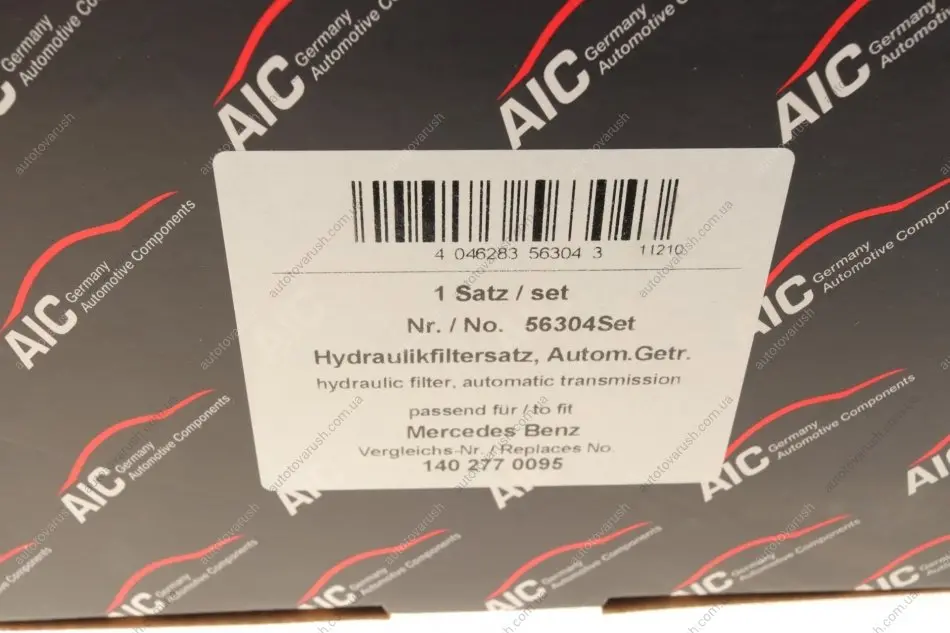 AIC Germany
Automotive Components
4 046283 56304 3
11210
1 Satz / set
Nr. / No. 56304Set
Hydraulikfiltersatz, Autom.Getr.
hydraulic filter, automatic transmission
passend für / to fit
Mercedes Benz
Vergleichs-Nr. / Replaces No.
140 277 0095
autotovarush.com.ua